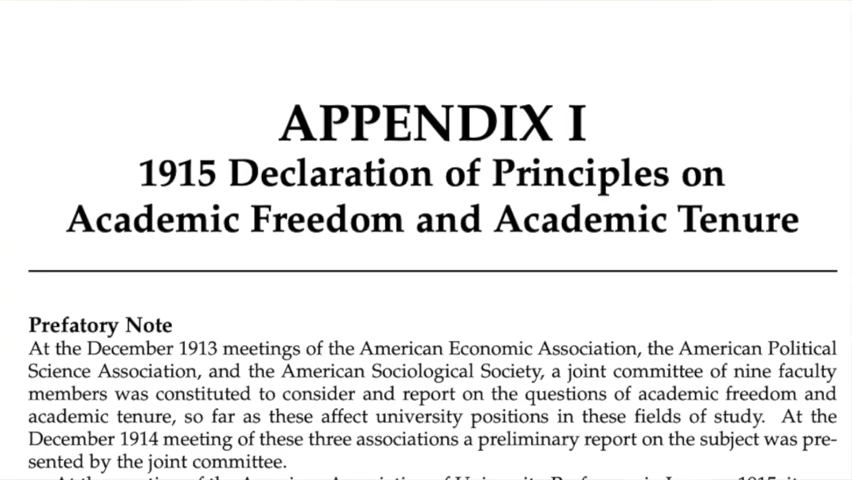 APPENDIX I
1915 Declaration of Principles on
Academic Freedom and Academic Tenure
Prefatory Note
At the December 1913 meetings of the American Economic Association, the American Political
Science Association, and the American Sociological Society, a joint committee of nine faculty
members was constituted to consider and report on the questions of academic freedom and
academic tenure, so far as these affect university positions in these fields of study. At the
December 1914 meeting of these three associations a preliminary report on the subject was pre-
sented by the joint committee.